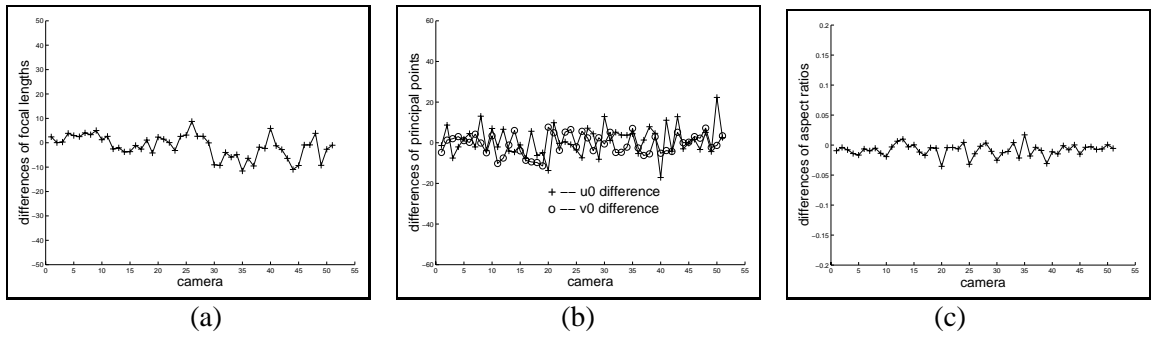 differences of focal lengths
50
40
30
20
10
0
−10
−20
−30
−40
−50
0 5 10 15 20 25 30 35 40 45 50 55
camera
(a)
differences of principal points
60
40
20
0
−20
−40
−60
+ −− u0 difference
o −− v0 difference
0 5 10 15 20 25 30 35 40 45 50 55
camera
(b)
differences of aspect ratios
0.2
0.15
0.1
0.05
0
−0.05
−0.1
−0.15
−0.2
0 5 10 15 20 25 30 35 40 45 50 55
camera
(c)